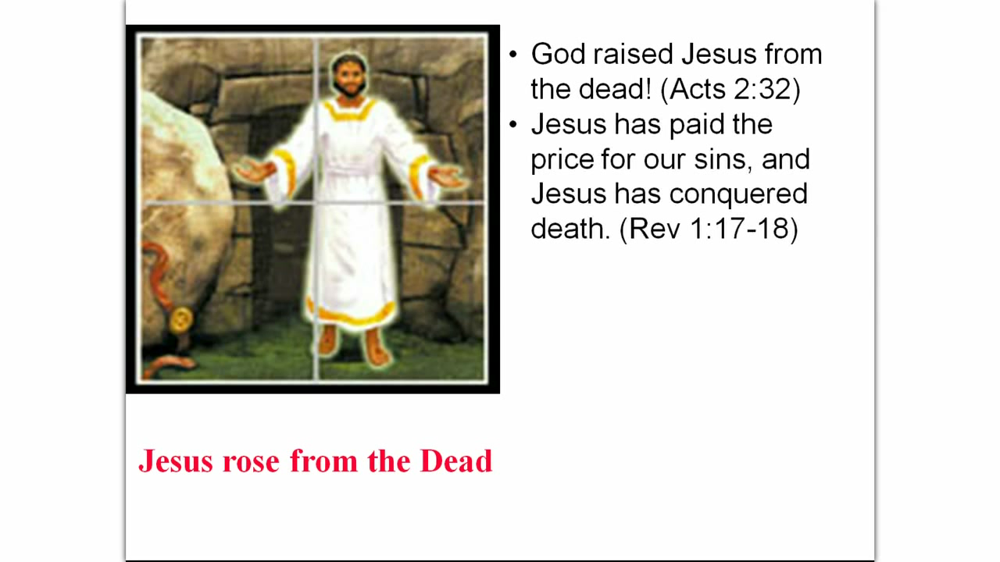 • God raised Jesus from
the dead! (Acts 2:32)
• Jesus has paid the
price for our sins, and
Jesus has conquered
death. (Rev 1:17-18)
Jesus rose from the Dead